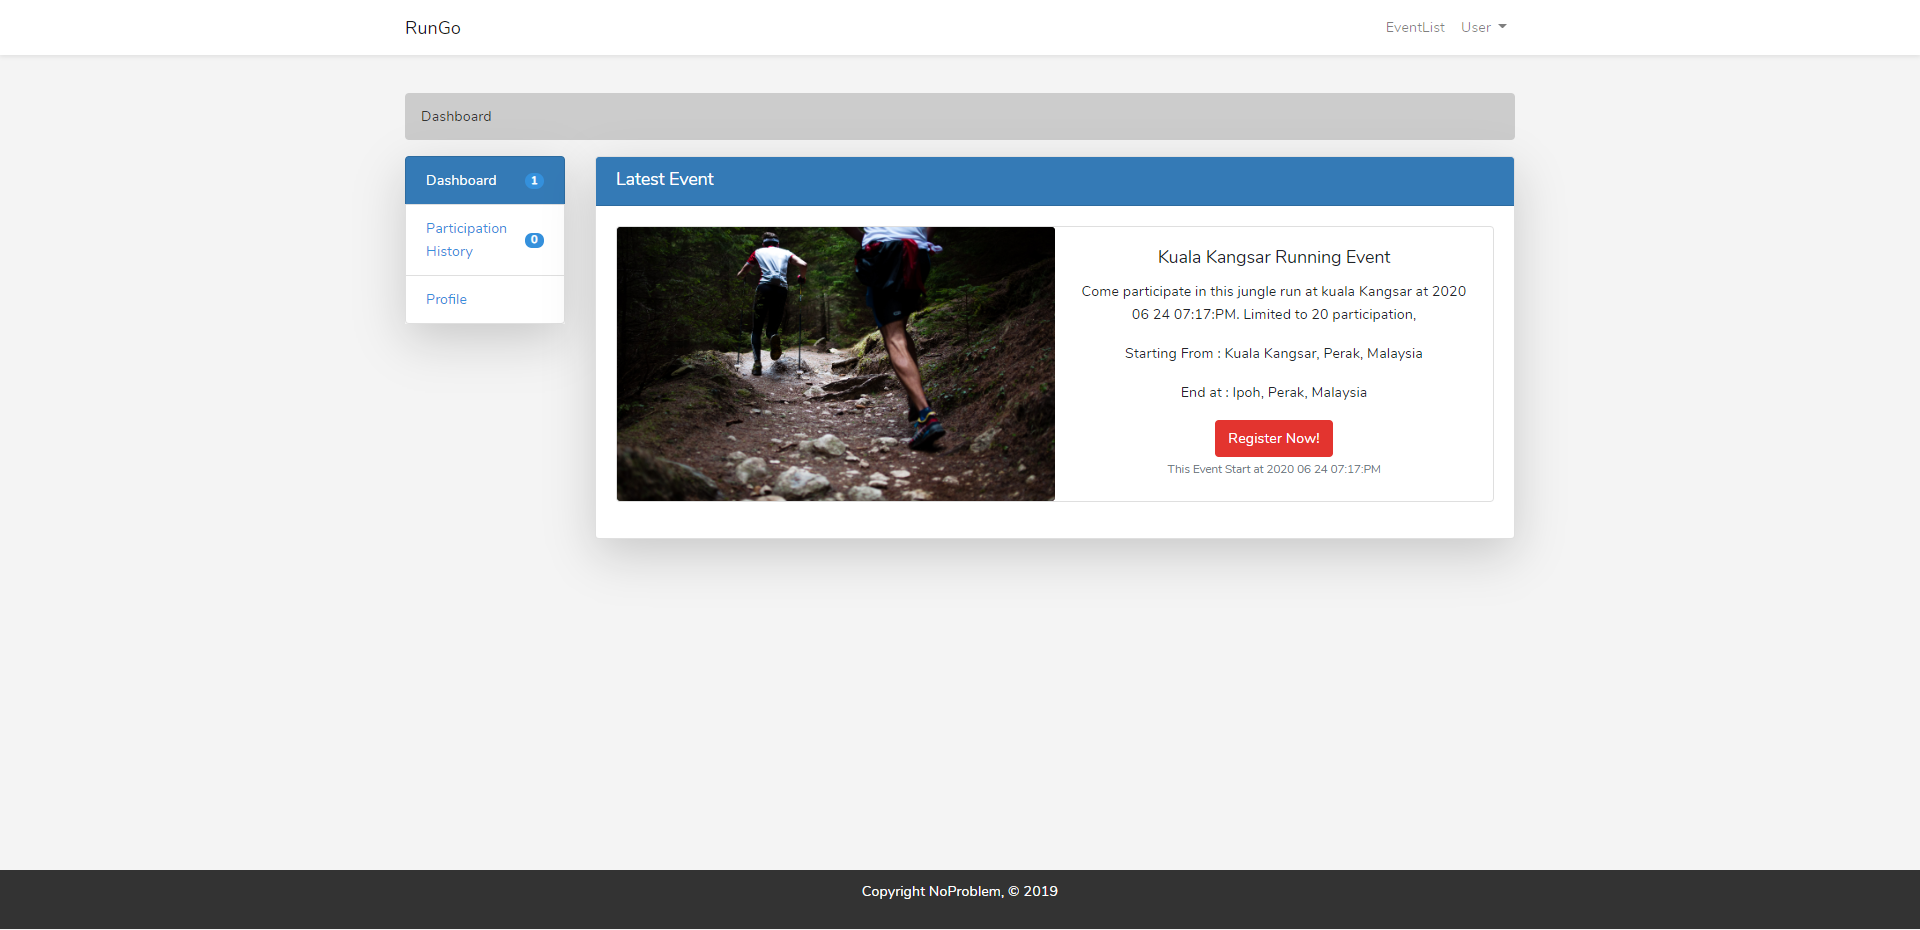 RunGo
EventList
User
Dashboard
Dashboard
1
Participation
History
0
Profile
Latest Event
Kuala Kangsar Running Event
Come participate in this jungle run at kuala Kangsar at 2020
06 24 07:17:PM. Limited to 20 participation,
Starting From : Kuala Kangsar, Perak, Malaysia
End at : Ipoh, Perak, Malaysia
Register Now!
This Event Start at 2020 06 24 07:17:PM
Copyright NoProblem, © 2019